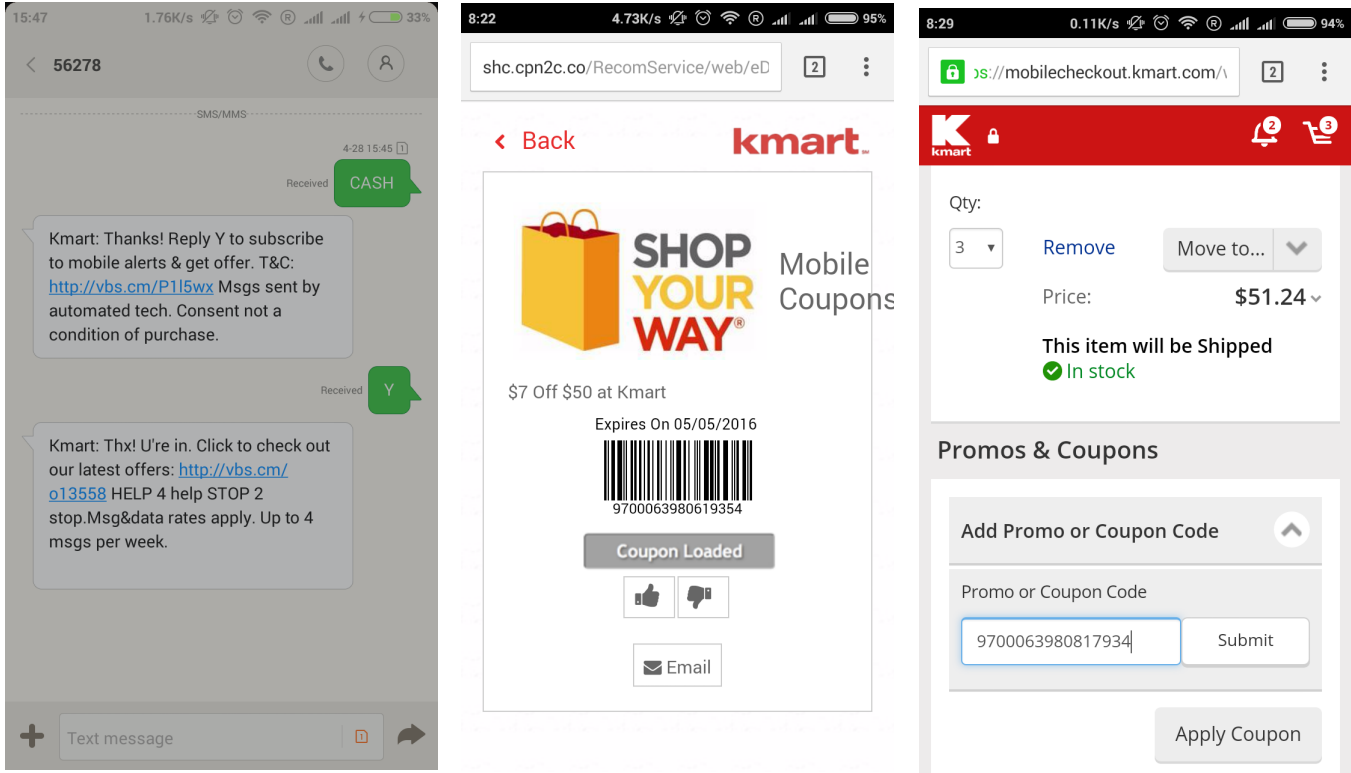 15:47
1.76K/s
33%
56278
SMS/MMS
4-28 15:45 1
Received
CASH
Kmart: Thanks! Reply Y to subscribe
to mobile alerts & get offer. T&C:
http://vbs.cm/P1l5wx Msgs sent by
automated tech. Consent not a
condition of purchase.
Received
Y
Kmart: Thx! U're in. Click to check out
our latest offers: http://vbs.cm/
o13558 HELP 4 help STOP 2
stop.Msg&data rates apply. Up to 4
msgs per week.
Text message
1
8:22
4.73K/s
R
95%
shc.cpn2c.co/RecomService/web/eD
2
Back
kmart.
SHOP
YOUR
WAY®
Mobile
Coupons
$7 Off $50 at Kmart
Expires On 05/05/2016
9700063980619354
Coupon Loaded
Email
8:29
0.11K/s
R
94%
os://mobilecheckout.kmart.com/
2
K
kmart
2
3
Qty:
3
Remove
Move to...
Price:
$51.24
This item will be Shipped
In stock
Promos & Coupons
Add Promo or Coupon Code
Promo or Coupon Code
9700063980817934
Submit
Apply Coupon